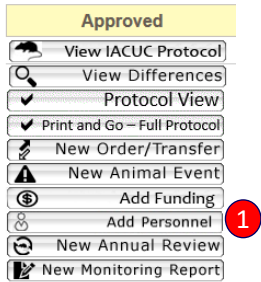 Approved
View IACUC Protocol
View Differences
Protocol View
Print and Go – Full Protocol
New Order/Transfer
New Animal Event
Add Funding
Add Personnel
1
New Annual Review
New Monitoring Report